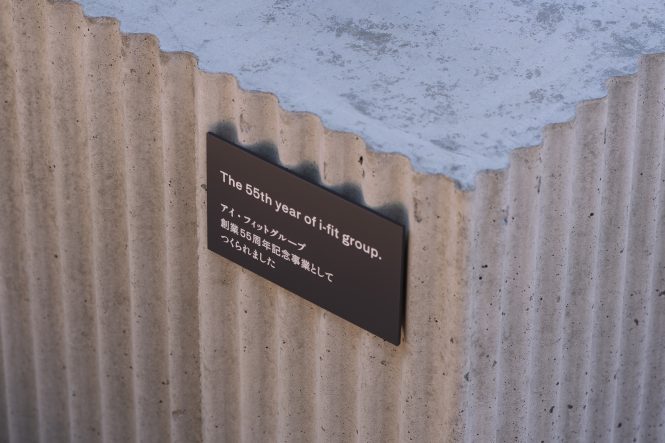 The 55th year of i-fit group.
アイ・フィットグループ
創業55周年記念事業として
つくられました